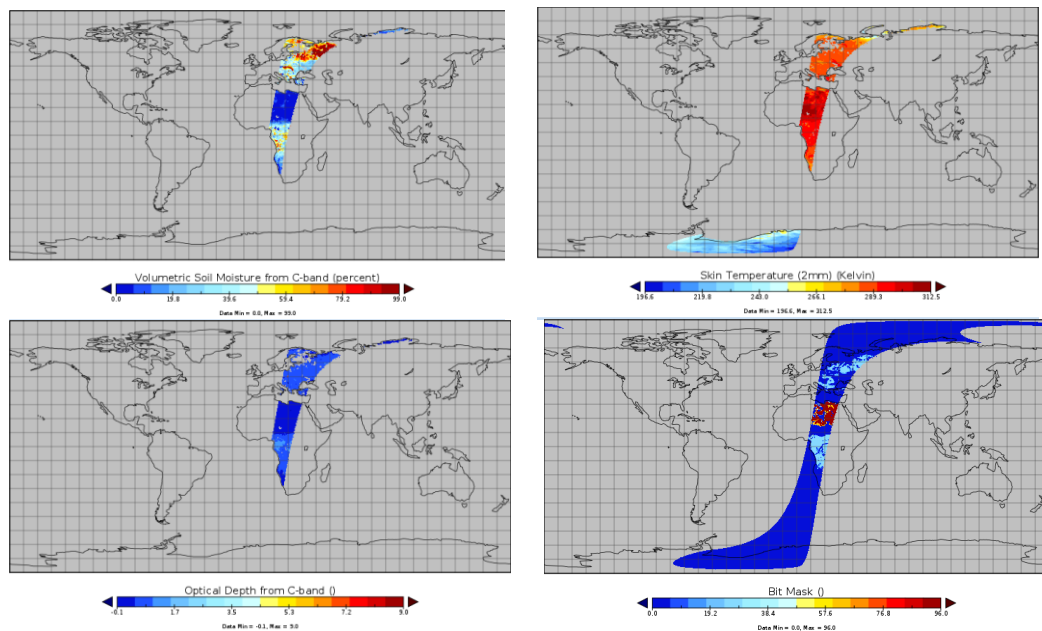 Volumetric Soil Moisture from C-band (percent)
0.0 19.8 39.6 59.4 79.2 99.0
Data Min = 0.0, Max = 99.0
Skin Temperature (2mm) (Kelvin)
196.6 219.8 243.0 266.1 289.3 312.5
Data Min = 196.6, Max = 312.5
Optical Depth from C-band ()
-0.1 1.7 3.5 5.3 7.2 9.0
Data Min = -0.1, Max = 9.0
Bit Mask ()
0.0 19.2 38.4 57.6 76.8 96.0
Data Min = 0.0, Max = 96.0